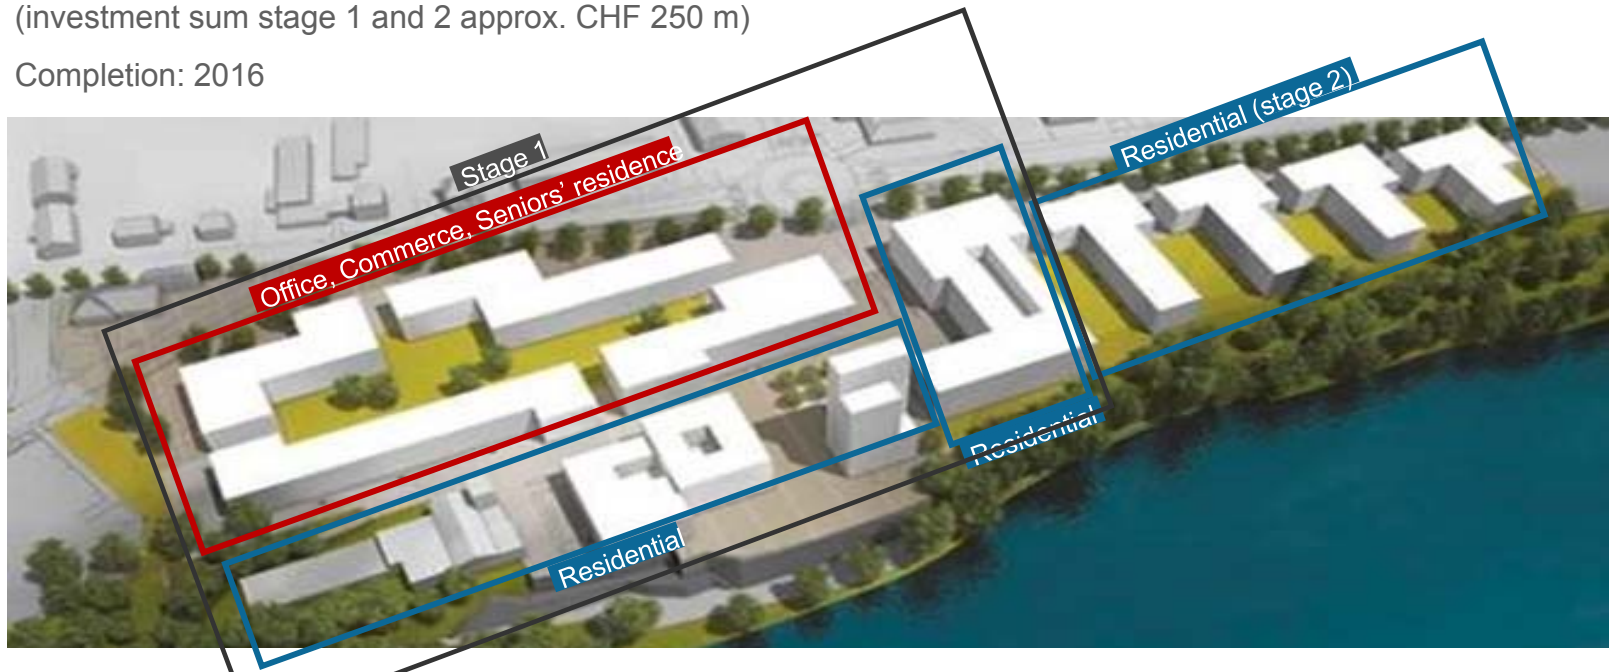 (investment sum stage 1 and 2 approx. CHF 250 m)
Completion: 2016
Residential (stage 2)
Stage 1
Office, Commerce, Seniors’ residence
Residential
Residential